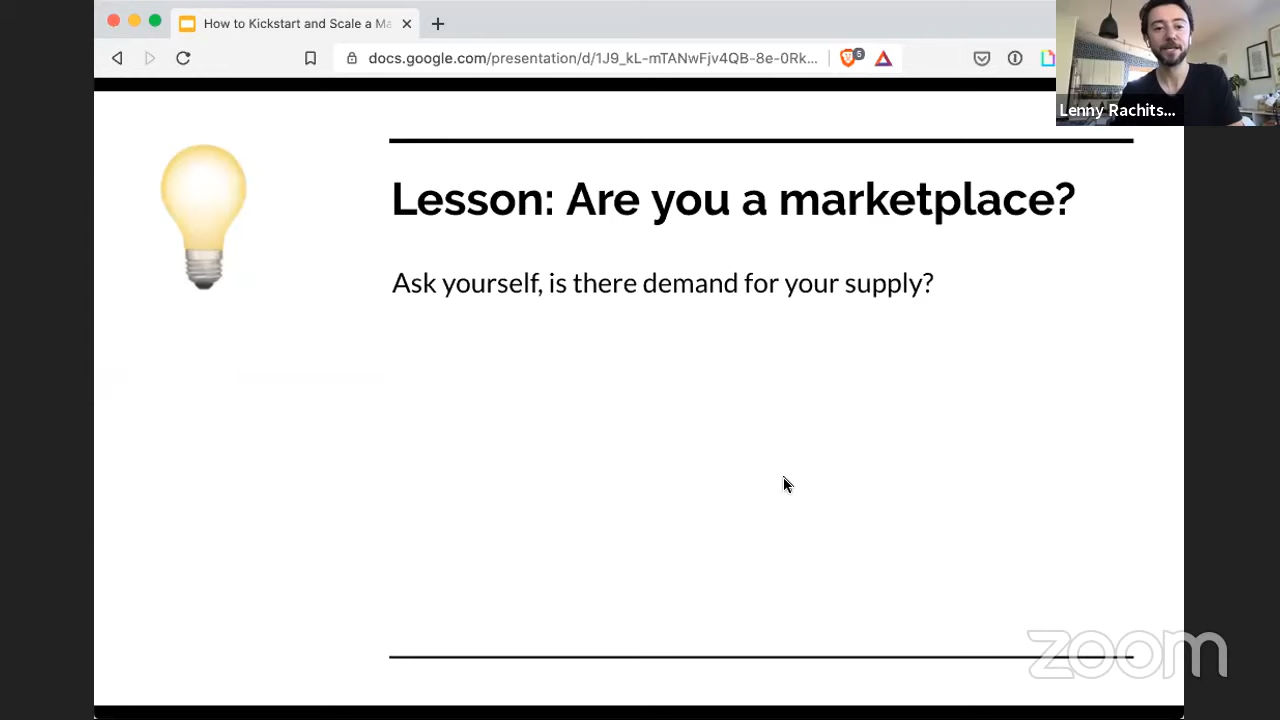 How to Kickstart and Scale a Ma
docs.google.com/presentation/d/1J9_kL-mTANwFjv4QB-8e-0Rk...
5
Lenny Rachits...
Lesson: Are you a marketplace?
Ask yourself, is there demand for your supply?
zoom